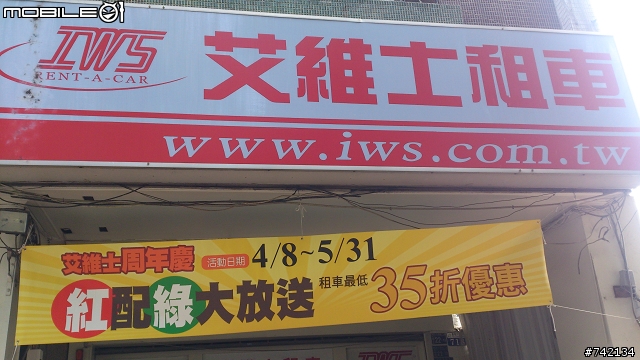 MOBILE01
IWS
RENT-A-CAR
艾維士租車
www.iws.com.tw
艾維士周年慶
活動日期
4/8~5/31
紅配綠大放送
租車最低
35折優惠
IWS
#742134